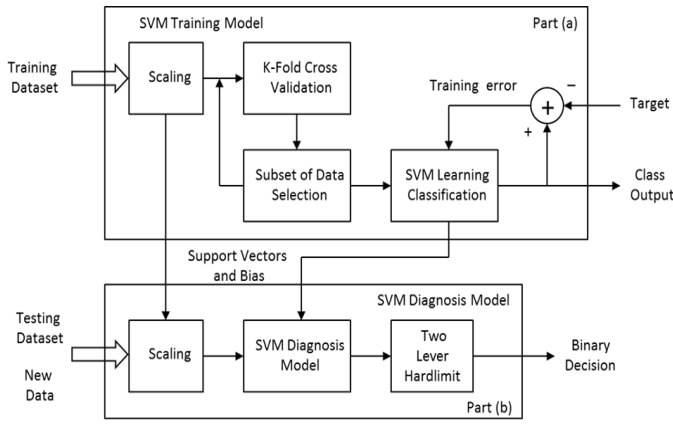 SVM Training Model
Part (a)
Training
Dataset
Scaling
K-Fold Cross
Validation
Training error
−
+
+
Target
Subset of Data
Selection
SVM Learning
Classification
Class
Output
Support Vectors
and Bias
SVM Diagnosis Model
Testing
Dataset
New
Data
Scaling
SVM Diagnosis
Model
Two
Lever
Hardlimit
Binary
Decision
Part (b)